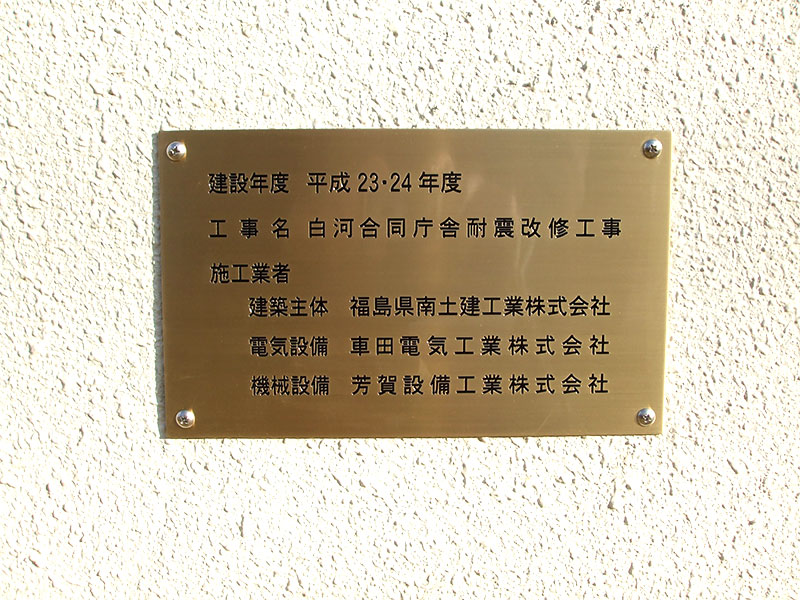 建設年度 平成23・24年度
工事名 白河合同庁舎耐震改修工事
施工業者
建築主体 福島県南土建工業株式会社
電気設備 車田電気工業株式会社
機械設備 芳賀設備工業株式会社